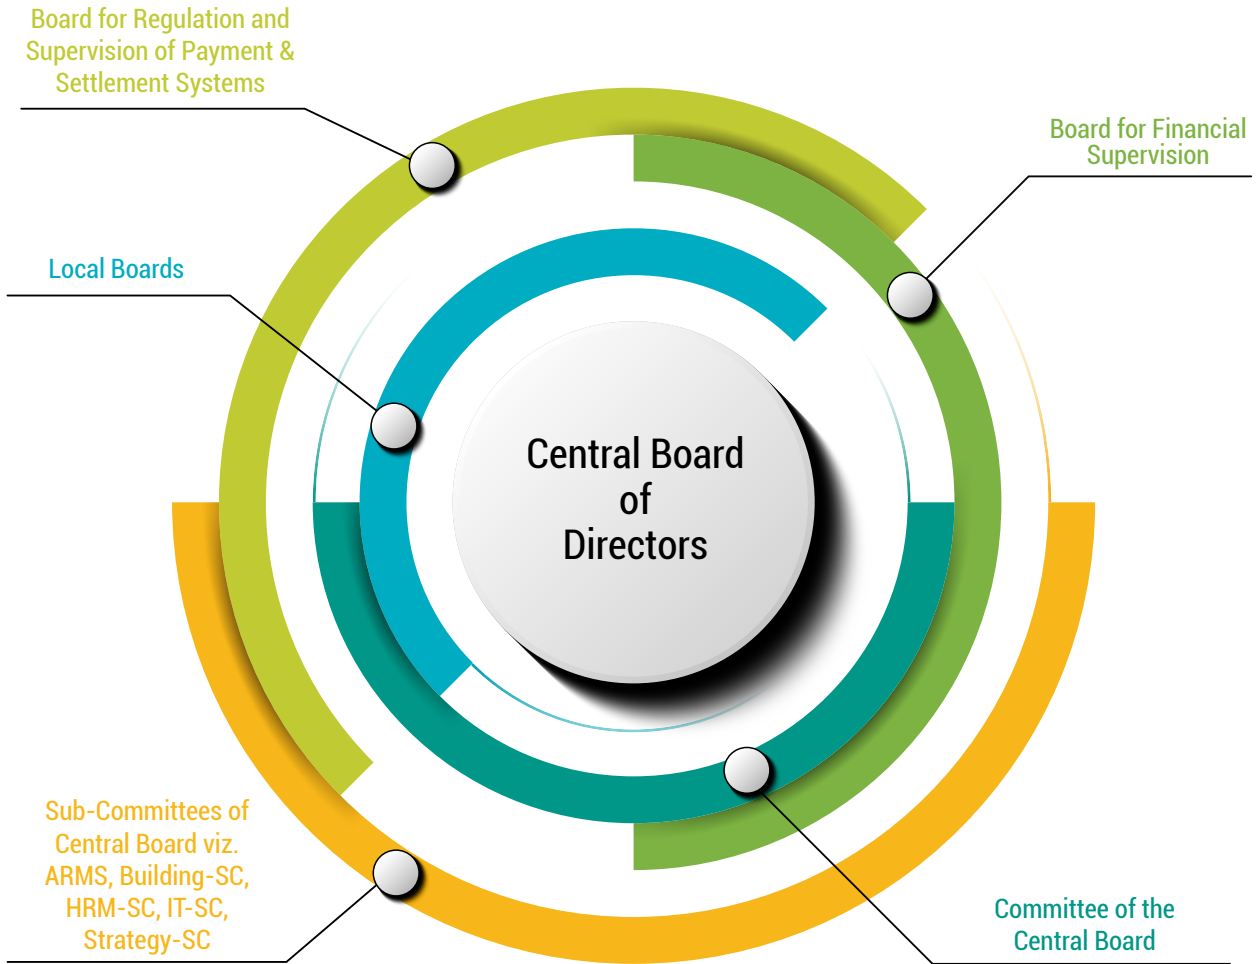 Board for Regulation and
Supervision of Payment &
Settlement Systems
Board for Financial
Supervision
Local Boards
Central Board
of
Directors
Sub-Committees of
Central Board viz.
ARMS, Building-SC,
HRM-SC, IT-SC,
Strategy-SC
Committee of the
Central Board